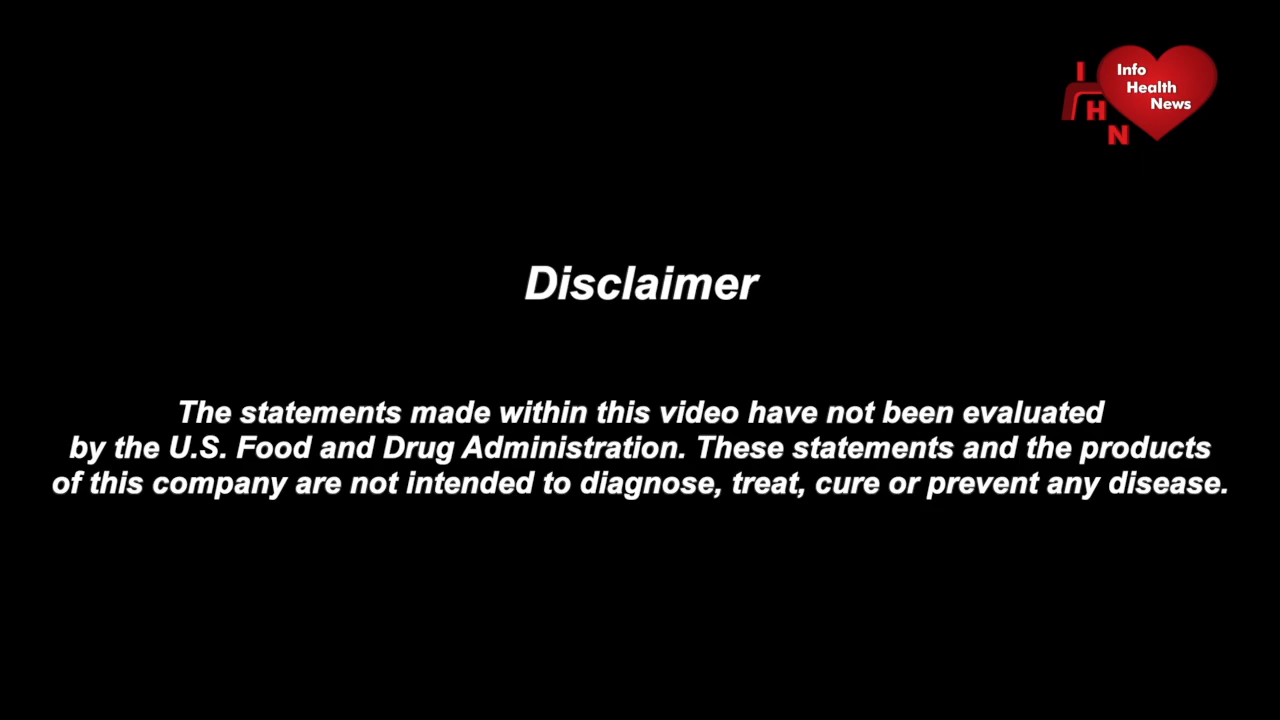 I
H
N
Info
Health
News
Disclaimer
The statements made within this video have not been evaluated
by the U.S. Food and Drug Administration. These statements and the products
of this company are not intended to diagnose, treat, cure or prevent any disease.